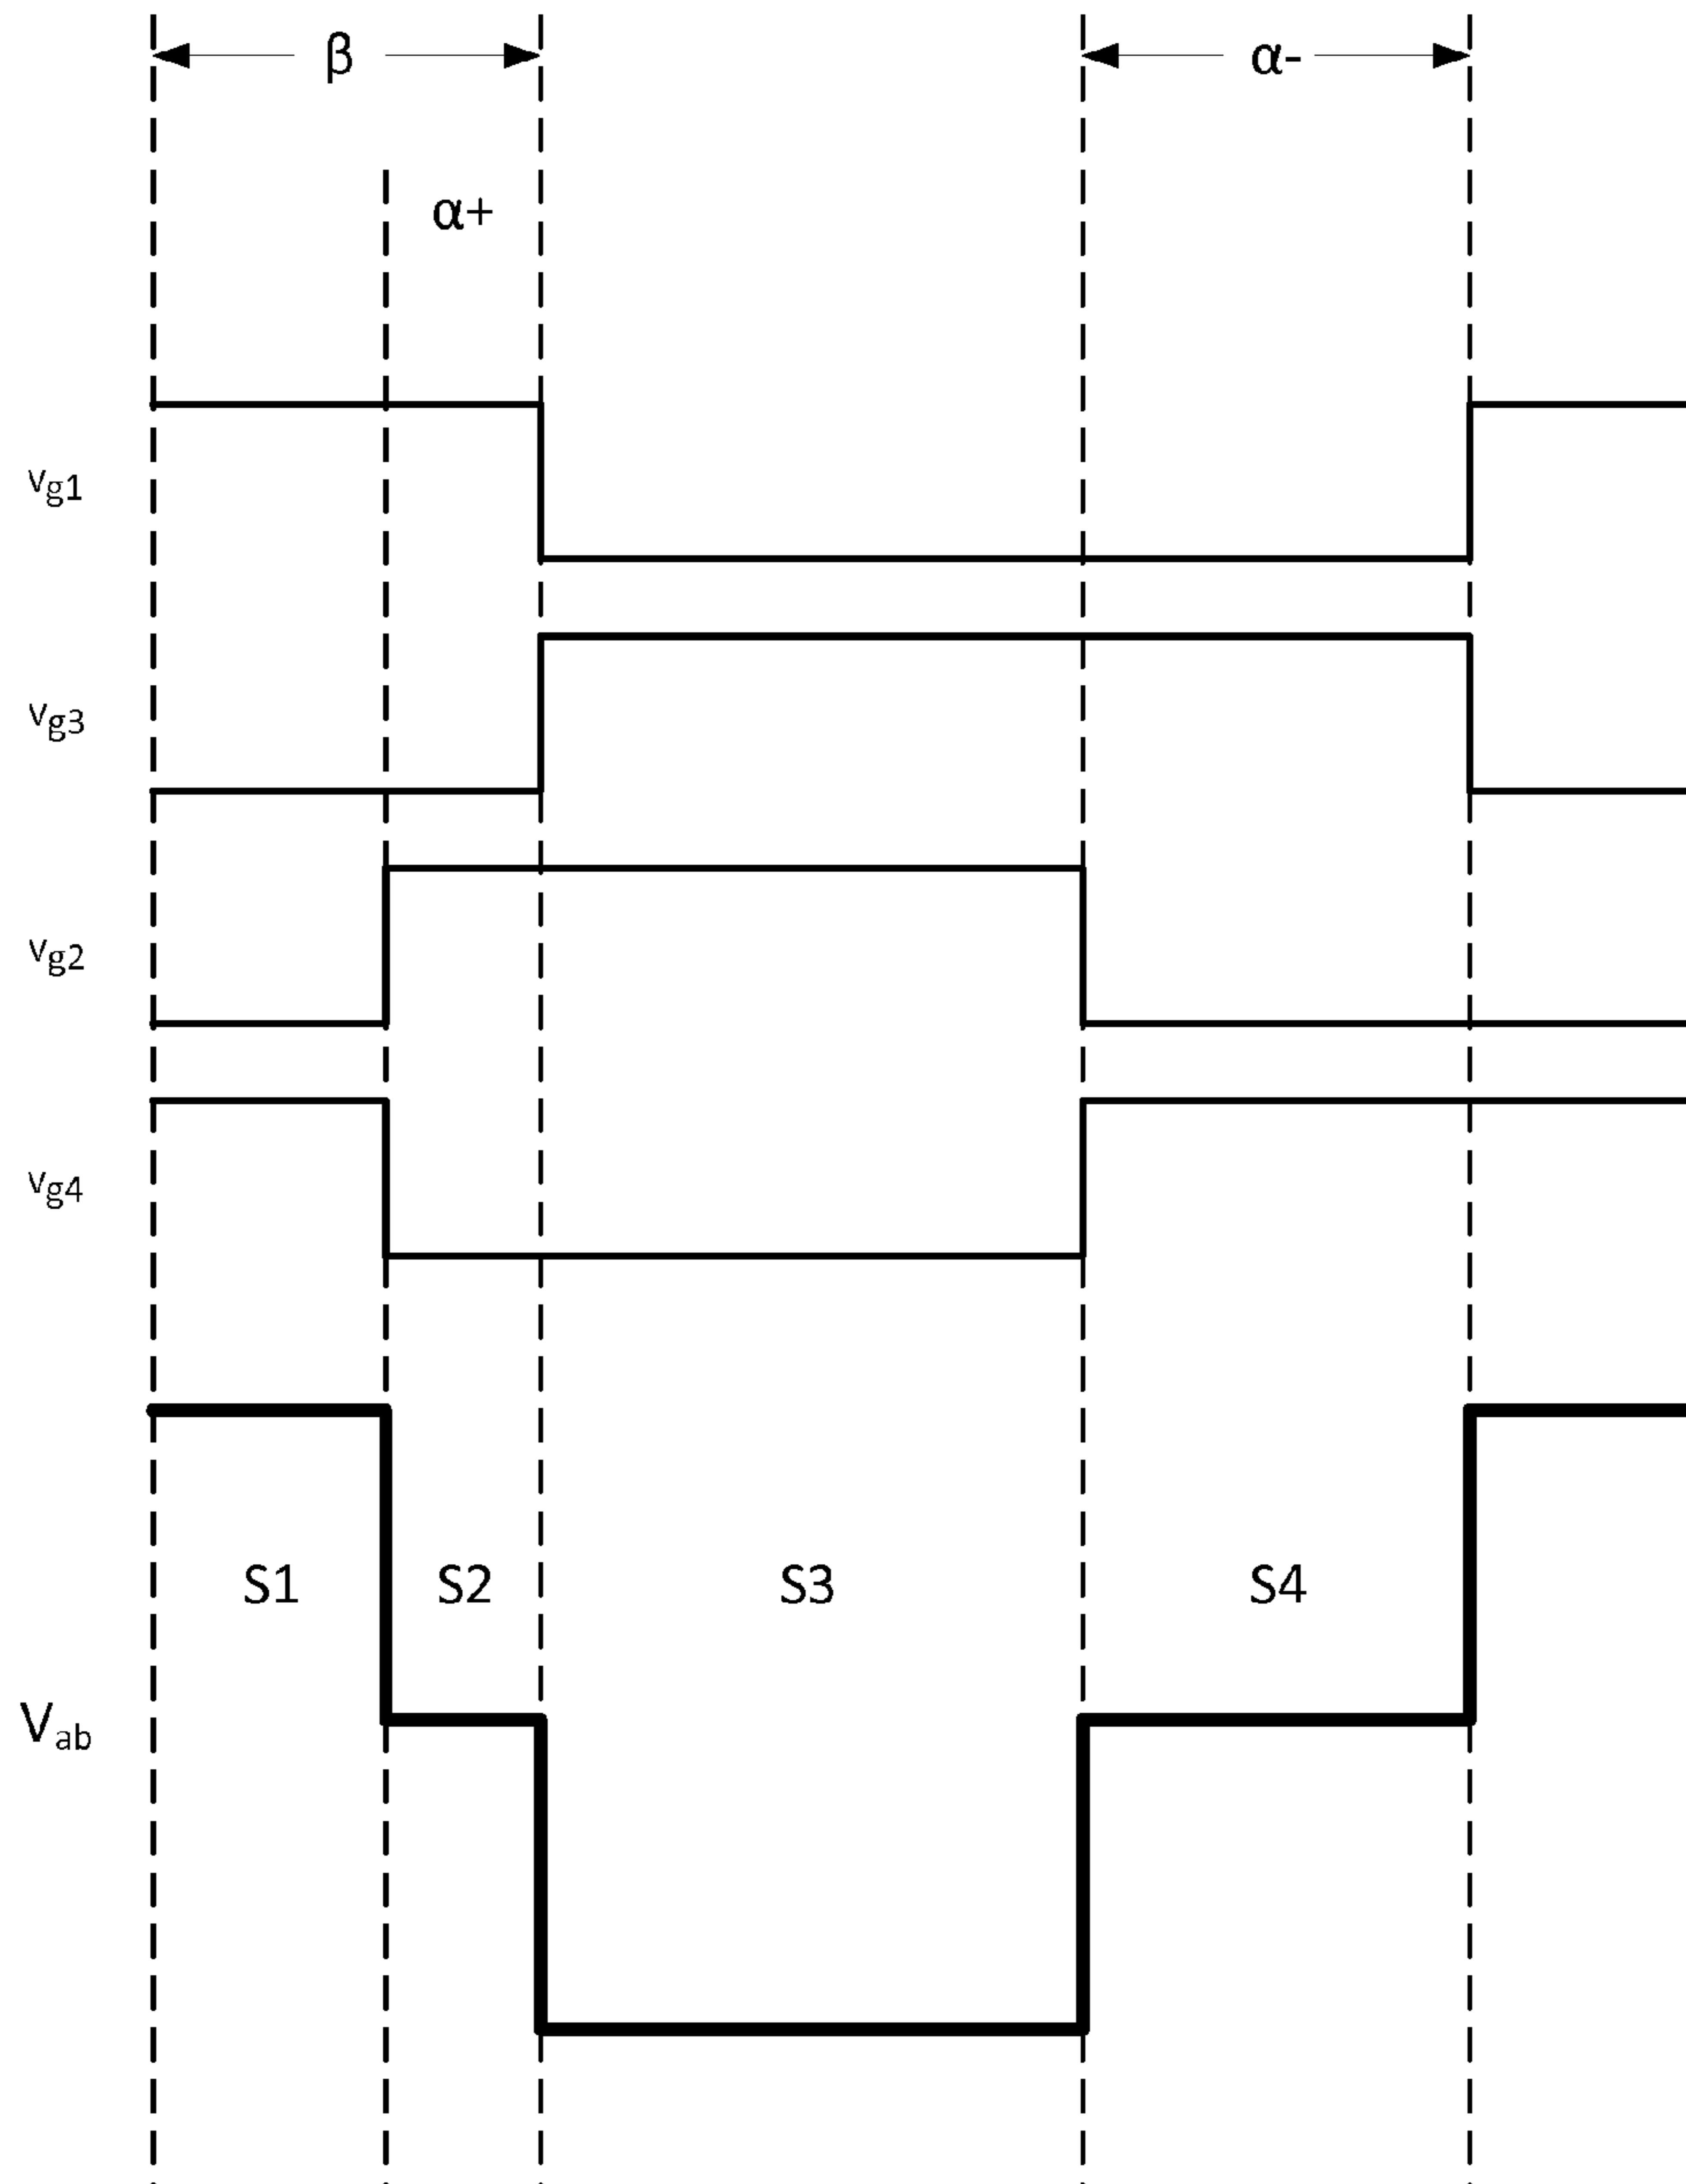 β
α-
α+
vg1
vg3
vg2
vg4
S1 S2 S3 S4
Vab